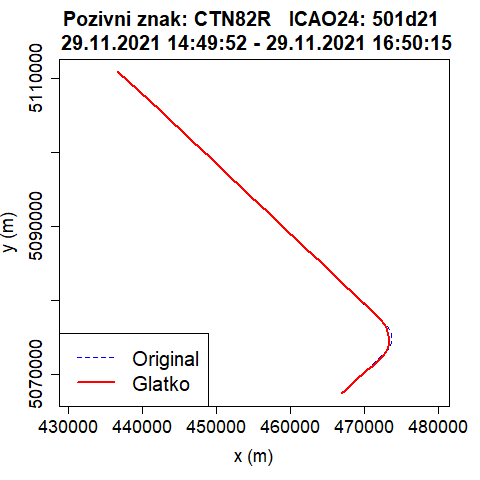 Pozivni znak: CTN82R   ICAO24: 501d21
29.11.2021 14:49:52 - 29.11.2021 16:50:15
y (m)
5110000
5090000
5070000
Original
Glatko
430000 440000 450000 460000 470000 480000
x (m)